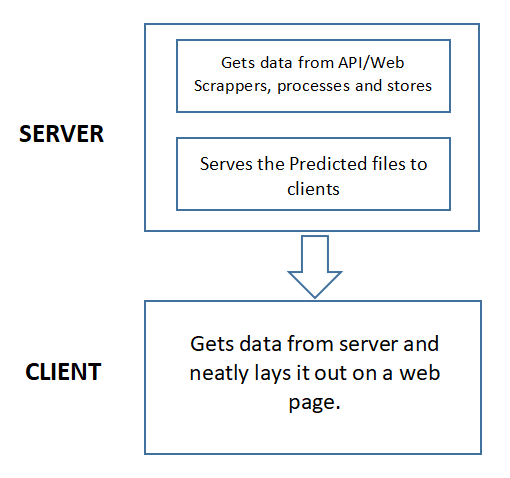 Gets data from API/Web
Scrappers, processes and stores
SERVER
Serves the Predicted files to
clients
Gets data from server and
CLIENT
neatly lays it out on a web
page.